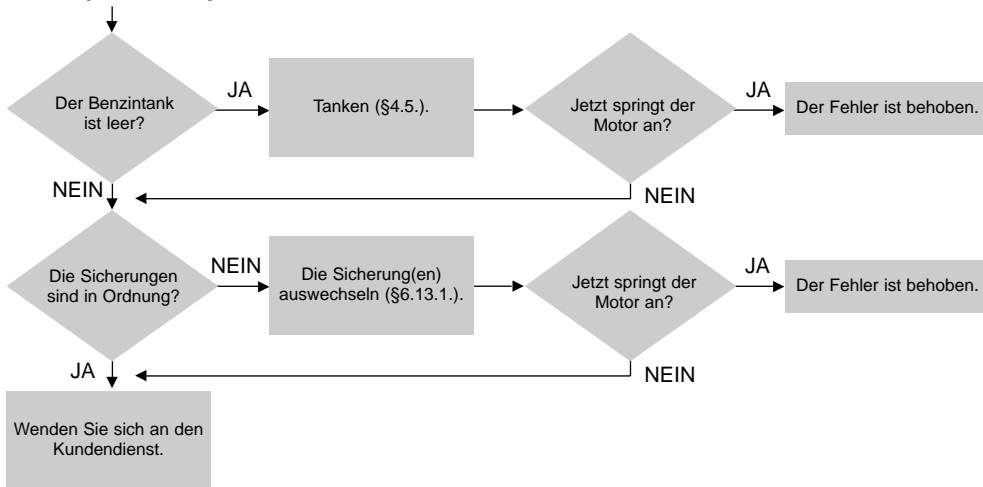 Der Benzintank
ist leer?
JA
Tanken (§4.5.).
Jetzt springt der
Motor an?
JA
Der Fehler ist behoben.
NEIN
NEIN
Die Sicherungen
sind in Ordnung?
NEIN
Die Sicherung(en)
auswechseln (§6.13.1.).
Jetzt springt der
Motor an?
JA
Der Fehler ist behoben.
JA
NEIN
Wenden Sie sich an den
Kundendienst.